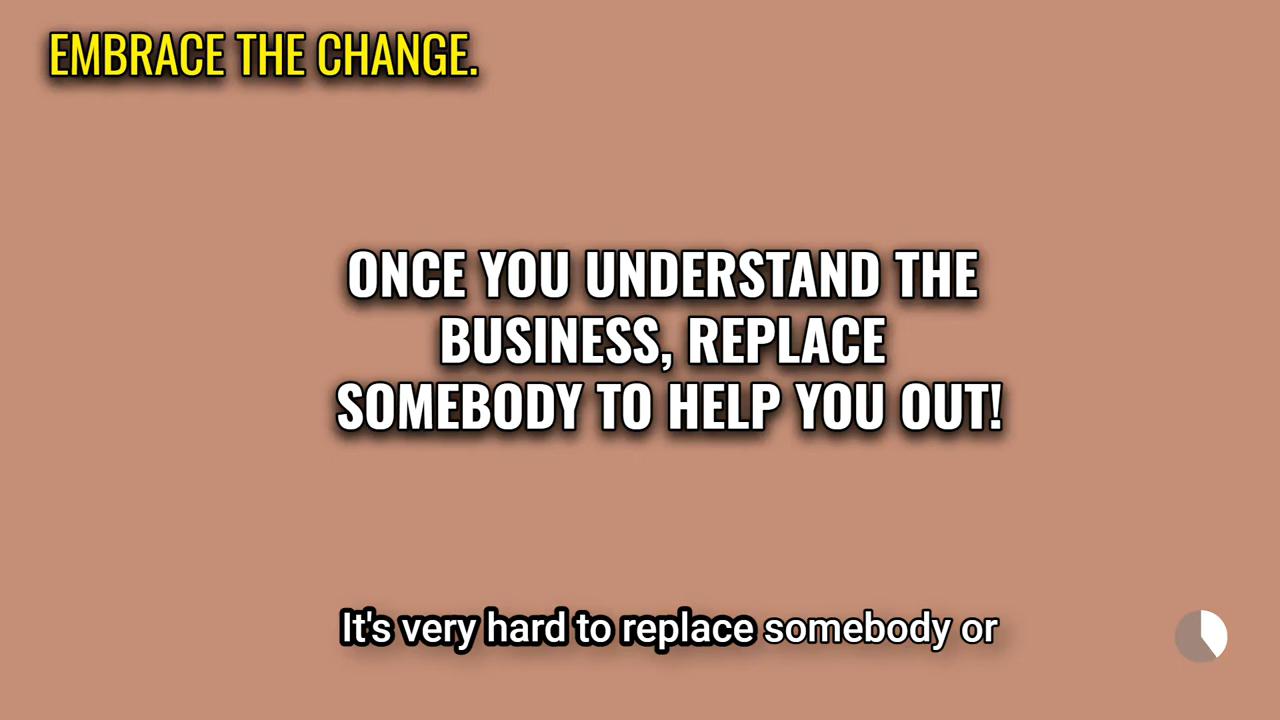 EMBRACE THE CHANGE.
ONCE YOU UNDERSTAND THE
BUSINESS, REPLACE
SOMEBODY TO HELP YOU OUT!
It's very hard to replace somebody or